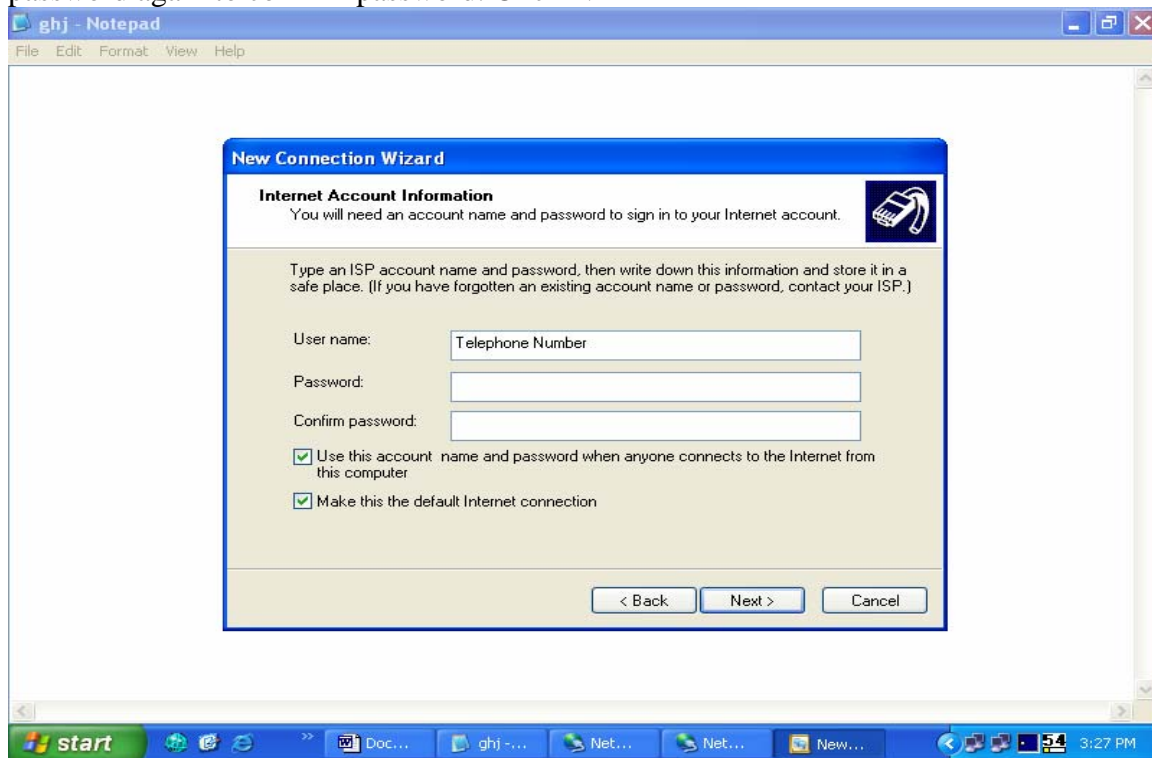 ghj - Notepad
File Edit Format View Help
New Connection Wizard
Internet Account Information
You will need an account name and password to sign in to your Internet account.
Type an ISP account name and password, then write down this information and store it in a
safe place. (If you have forgotten an existing account name or password, contact your ISP.)
User name:
Telephone Number
Password:
Confirm password:
Use this account name and password when anyone connects to the Internet from
this computer
Make this the default Internet connection
< Back Next > Cancel
start » Doc... ghj -... Net... Net... New... 54 3:27 PM